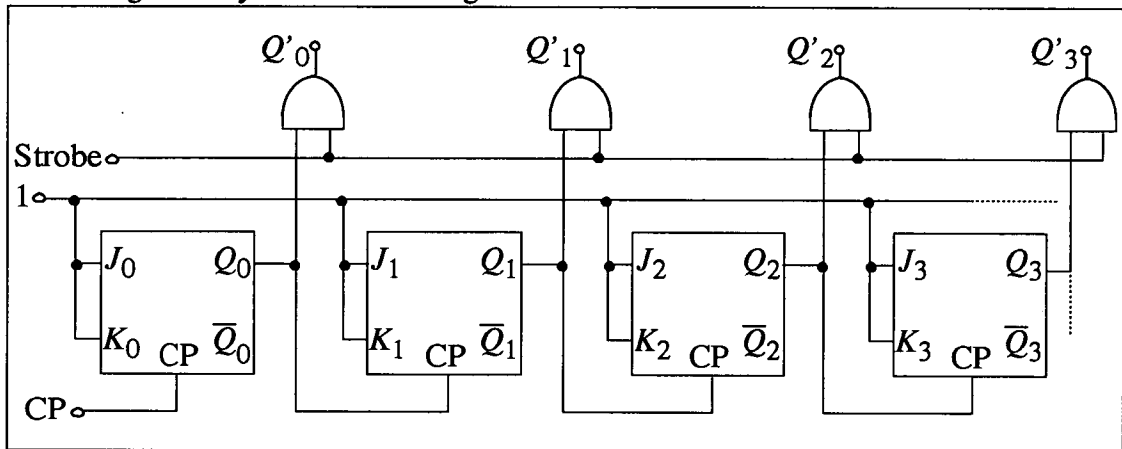 Q'0 Q'1 Q'2 Q'3
Strobe
1
J0 Q0 J1 Q1 J2 Q2 J3 Q3
K0 CP Q̅0 K1 CP Q̅1 K2 CP Q̅2 K3 CP Q̅3
CP